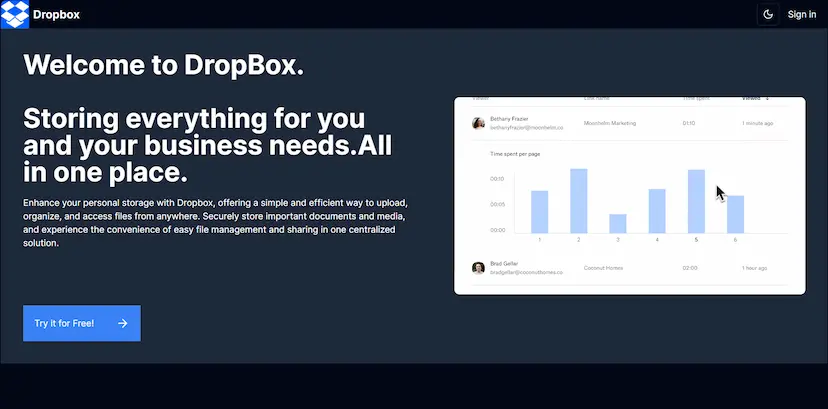 Dropbox
Sign in
Welcome to DropBox.
Storing everything for you
and your business needs.All
in one place.
Enhance your personal storage with Dropbox, offering a simple and efficient way to upload,
organize, and access files from anywhere. Securely store important documents and media,
and experience the convenience of easy file management and sharing in one centralized
solution.
Try it for Free!
Viewer Link name Time spent Viewed
Bethany Frazier
bethanyfrazier@moonhelm.co
Moonhelm Marketing 01:10 1 minute ago
Time spent per page
00:10
00:05
00:00
1 2 3 4 5 6
Brad Geller
bradgellar@coconuthomes.co
Coconut Homes 02:00 1 hour ago